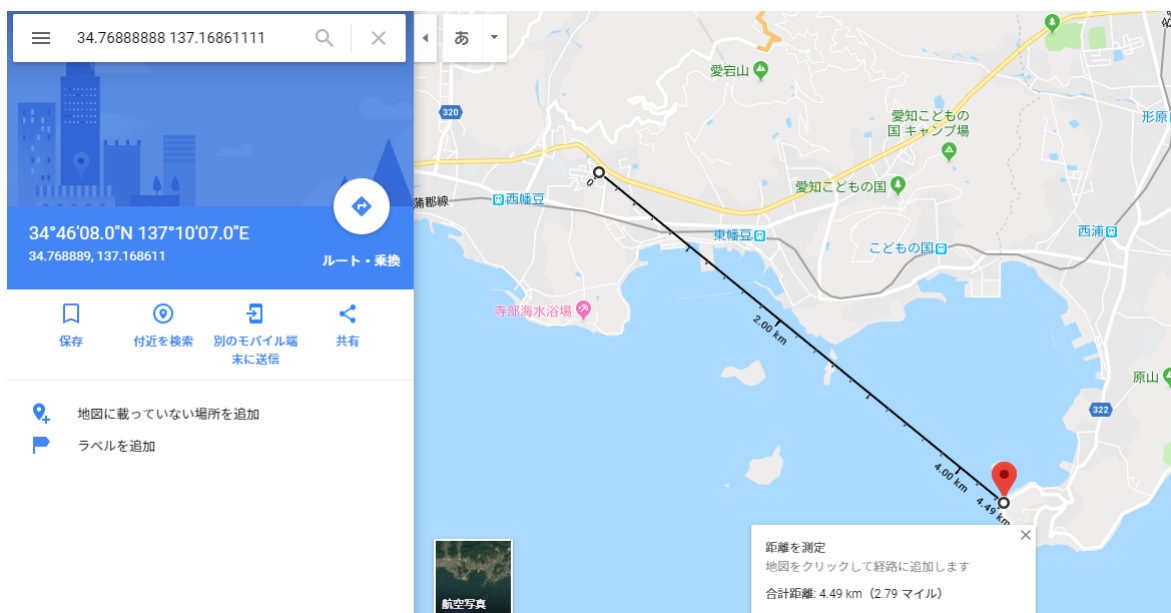 34.76888888 137.16861111
34°46'08.0"N 137°10'07.0"E
34.768889, 137.168611
ルート・乗換
保存
付近を検索
別のモバイル端
末に送信
共有
地図に載っていない場所を追加
ラベルを追加
あ
愛宕山
320
愛知こどもの
国 キャンプ場
形原
0
愛知こどもの国
蒲郡線
西幡豆
東幡豆
西浦
こどもの国
寺部海水浴場
2.00 km
原山
322
4.00 km
4.49 km
航空写真
距離を測定
地図をクリックして経路に追加します
合計距離: 4.49 km（2.79 マイル）